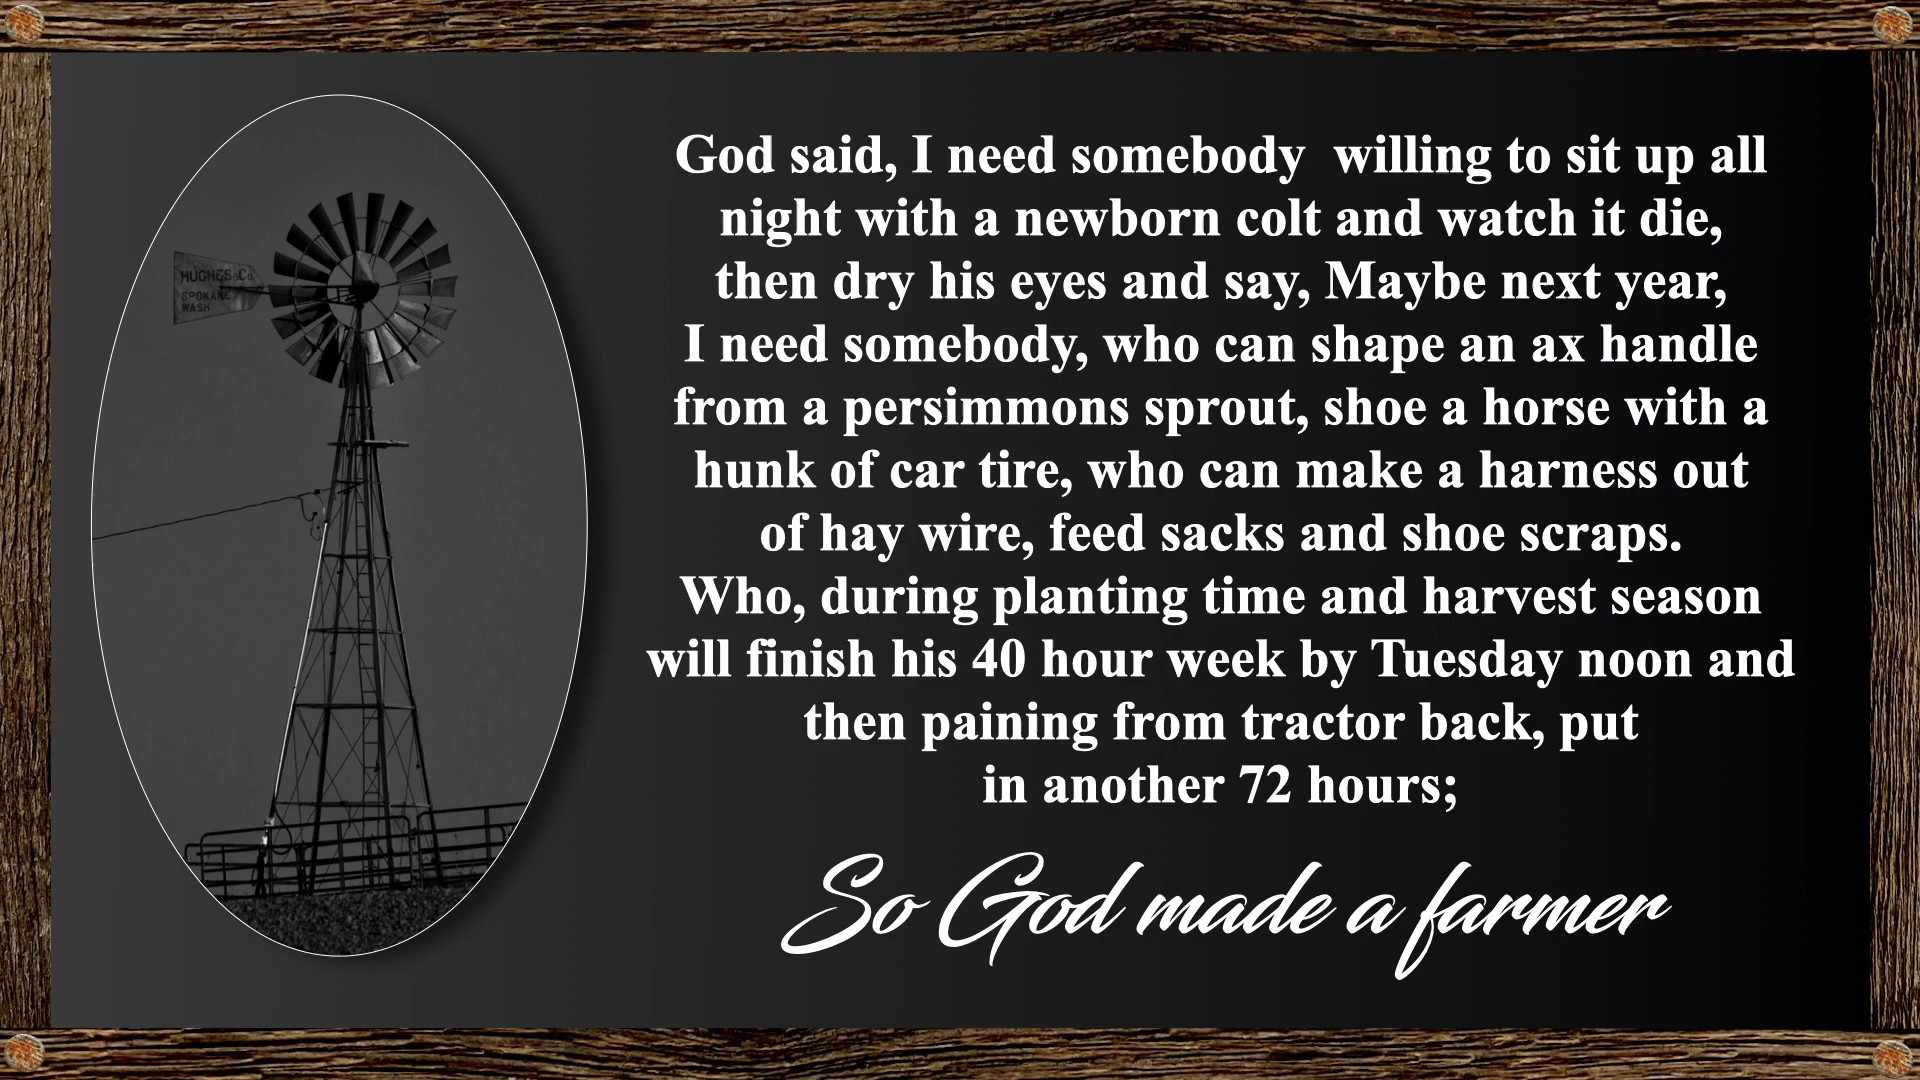 HUGHES & Co.
SPOKANE
WASH
God said, I need somebody  willing to sit up all
night with a newborn colt and watch it die,
then dry his eyes and say, Maybe next year,
I need somebody, who can shape an ax handle
from a persimmons sprout, shoe a horse with a
hunk of car tire, who can make a harness out
of hay wire, feed sacks and shoe scraps.
Who, during planting time and harvest season
will finish his 40 hour week by Tuesday noon and
then paining from tractor back, put
in another 72 hours;
So God made a farmer